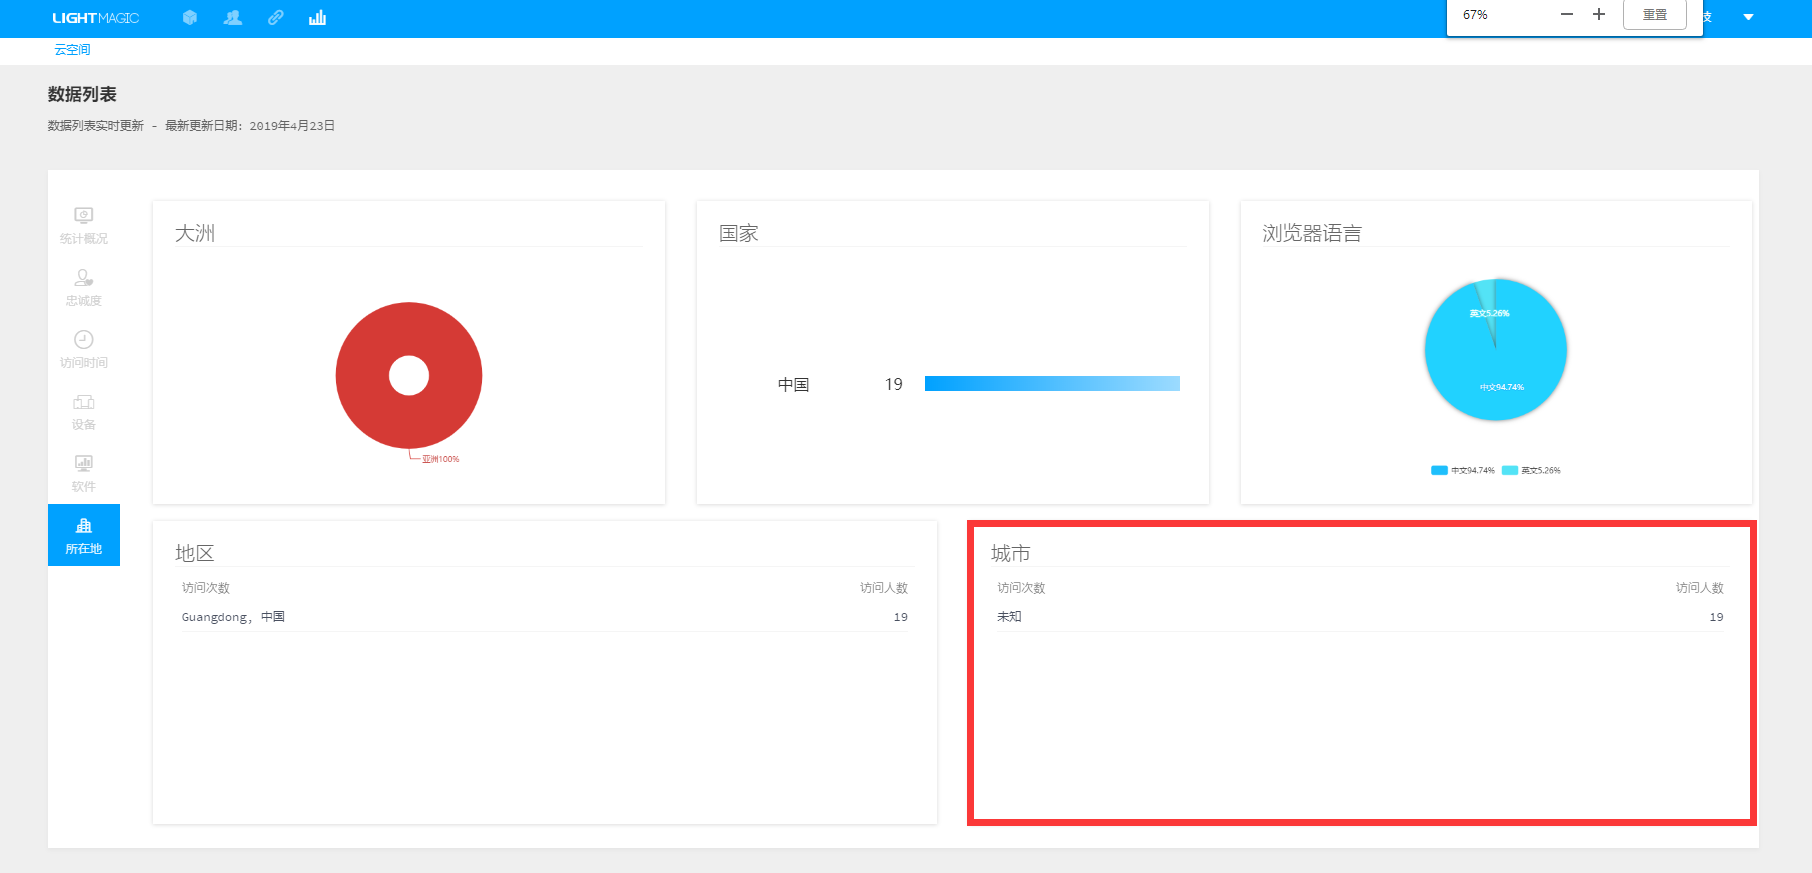 LIGHTMAGIC
67%
重置
技
云空间
数据列表
数据列表实时更新 - 最新更新日期: 2019年4月23日
统计概况
忠诚度
访问时间
设备
软件
所在地
大洲
亚洲100%
国家
中国 19
浏览器语言
英文5.26%
中文94.74%
中文94.74% 英文5.26%
地区
访问次数 访问人数
Guangdong, 中国 19
城市
访问次数 访问人数
未知 19